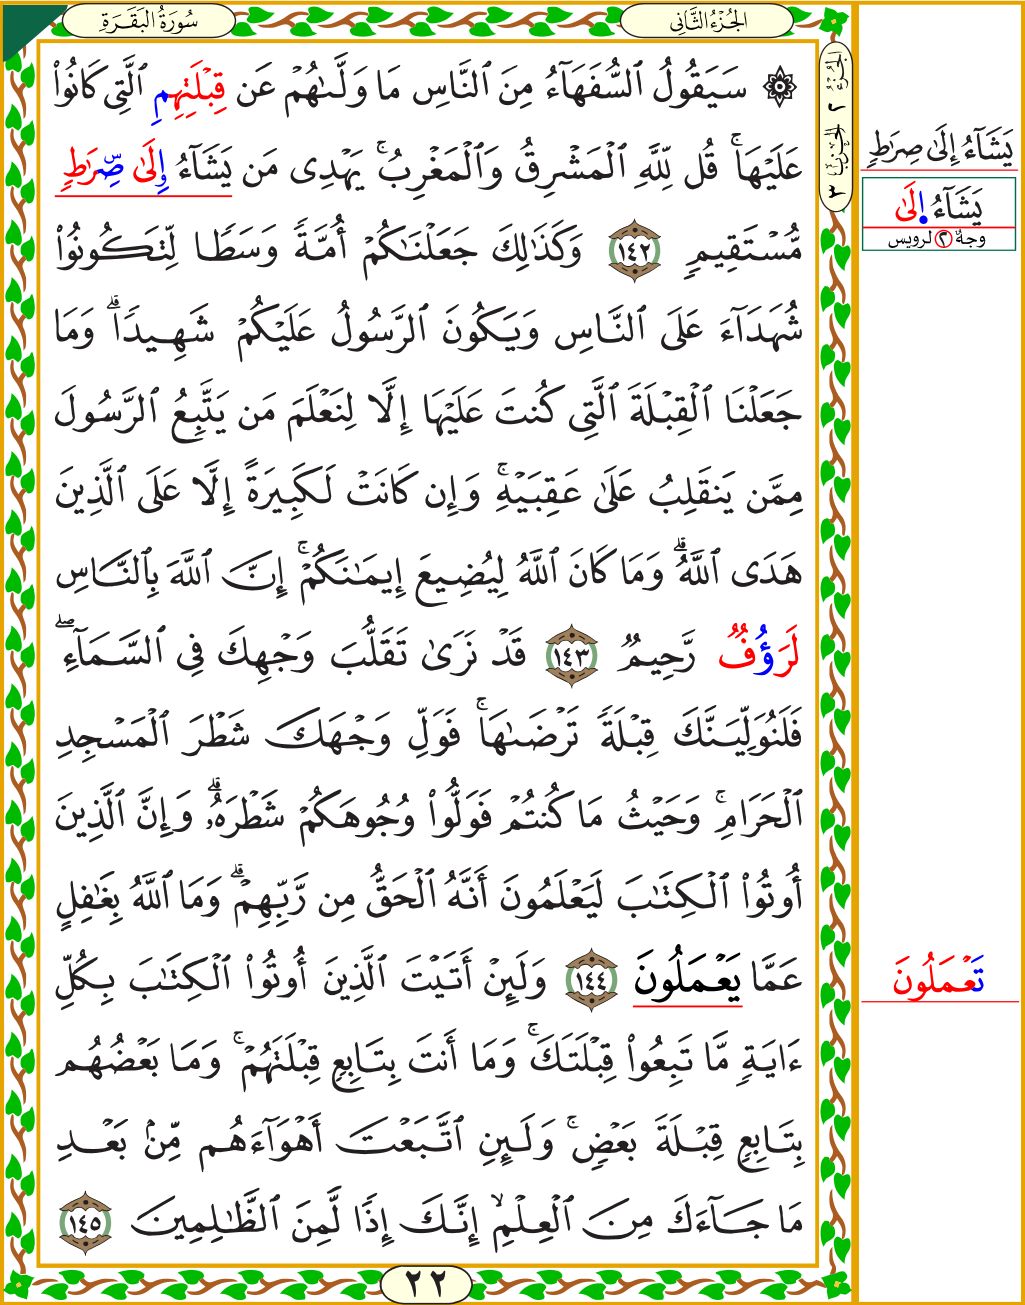 الجُزْءُ الثَّانِي
سُورَةُ البَقَرَةِ
الجُزْءُ ٢ الحِزْبُ ٣
۞ سَيَقُولُ ٱلسُّفَهَآءُ مِنَ ٱلنَّاسِ مَا وَلَّىٰهُمْ عَن قِبْلَتِهِمِ ٱلَّتِى كَانُوا۟
عَلَيْهَا ۚ قُل لِّلَّهِ ٱلْمَشْرِقُ وَٱلْمَغْرِبُ ۚ يَهْدِى مَن يَشَآءُ إِلَىٰ صِّرَٰطٍ
مُّسْتَقِيمٍ ١٤٢ وَكَذَٰلِكَ جَعَلْنَٰكُمْ أُمَّةً وَسَطًا لِّتَكُونُوا۟
شُهَدَآءَ عَلَى ٱلنَّاسِ وَيَكُونَ ٱلرَّسُولُ عَلَيْكُمْ شَهِيدًا ۗ وَمَا
جَعَلْنَا ٱلْقِبْلَةَ ٱلَّتِى كُنتَ عَلَيْهَا إِلَّا لِنَعْلَمَ مَن يَتَّبِعُ ٱلرَّسُولَ
مِمَّن يَنقَلِبُ عَلَىٰ عَقِبَيْهِ ۚ وَإِن كَانَتْ لَكَبِيرَةً إِلَّا عَلَى ٱلَّذِينَ
هَدَى ٱللَّهُ ۗ وَمَا كَانَ ٱللَّهُ لِيُضِيعَ إِيمَٰنَكُمْ ۚ إِنَّ ٱللَّهَ بِٱلنَّاسِ
لَرَؤُفٌ رَّحِيمٌ ١٤٣ قَدْ نَرَىٰ تَقَلُّبَ وَجْهِكَ فِى ٱلسَّمَآءِ ۖ
فَلَنُوَلِّيَنَّكَ قِبْلَةً تَرْضَىٰهَا ۚ فَوَلِّ وَجْهَكَ شَطْرَ ٱلْمَسْجِدِ
ٱلْحَرَامِ ۚ وَحَيْثُ مَا كُنتُمْ فَوَلُّوا۟ وُجُوهَكُمْ شَطْرَهُۥ ۗ وَإِنَّ ٱلَّذِينَ
أُوتُوا۟ ٱلْكِتَٰبَ لَيَعْلَمُونَ أَنَّهُ ٱلْحَقُّ مِن رَّبِّهِمْ ۗ وَمَا ٱللَّهُ بِغَٰفِلٍ
عَمَّا يَعْمَلُونَ ١٤٤ وَلَئِنْ أَتَيْتَ ٱلَّذِينَ أُوتُوا۟ ٱلْكِتَٰبَ بِكُلِّ
ءَايَةٍ مَّا تَبِعُوا۟ قِبْلَتَكَ ۚ وَمَا أَنتَ بِتَابِعٍ قِبْلَتَهُمْ ۚ وَمَا بَعْضُهُم
بِتَابِعٍ قِبْلَةَ بَعْضٍ ۚ وَلَئِنِ ٱتَّبَعْتَ أَهْوَآءَهُم مِّنۢ بَعْدِ
مَا جَآءَكَ مِنَ ٱلْعِلْمِ ۙ إِنَّكَ إِذًا لَّمِنَ ٱلظَّٰلِمِينَ ١٤٥
٢٢
يَشَآءُ إِلَىٰ صِرَٰطٍ
يَشَآءُ اِ۬لَىٰ
وجهٌ ٢ لرويس
تَعْمَلُونَ